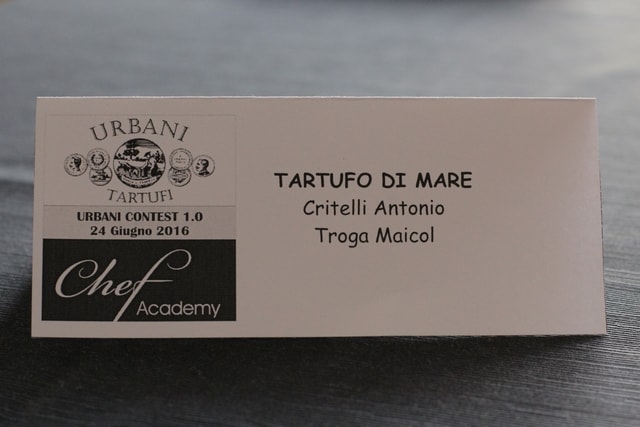 URBANI
TARTUFI
URBANI CONTEST 1.0
24 Giugno 2016
Chef
Academy
TARTUFO DI MARE
Critelli Antonio
Troga Maicol